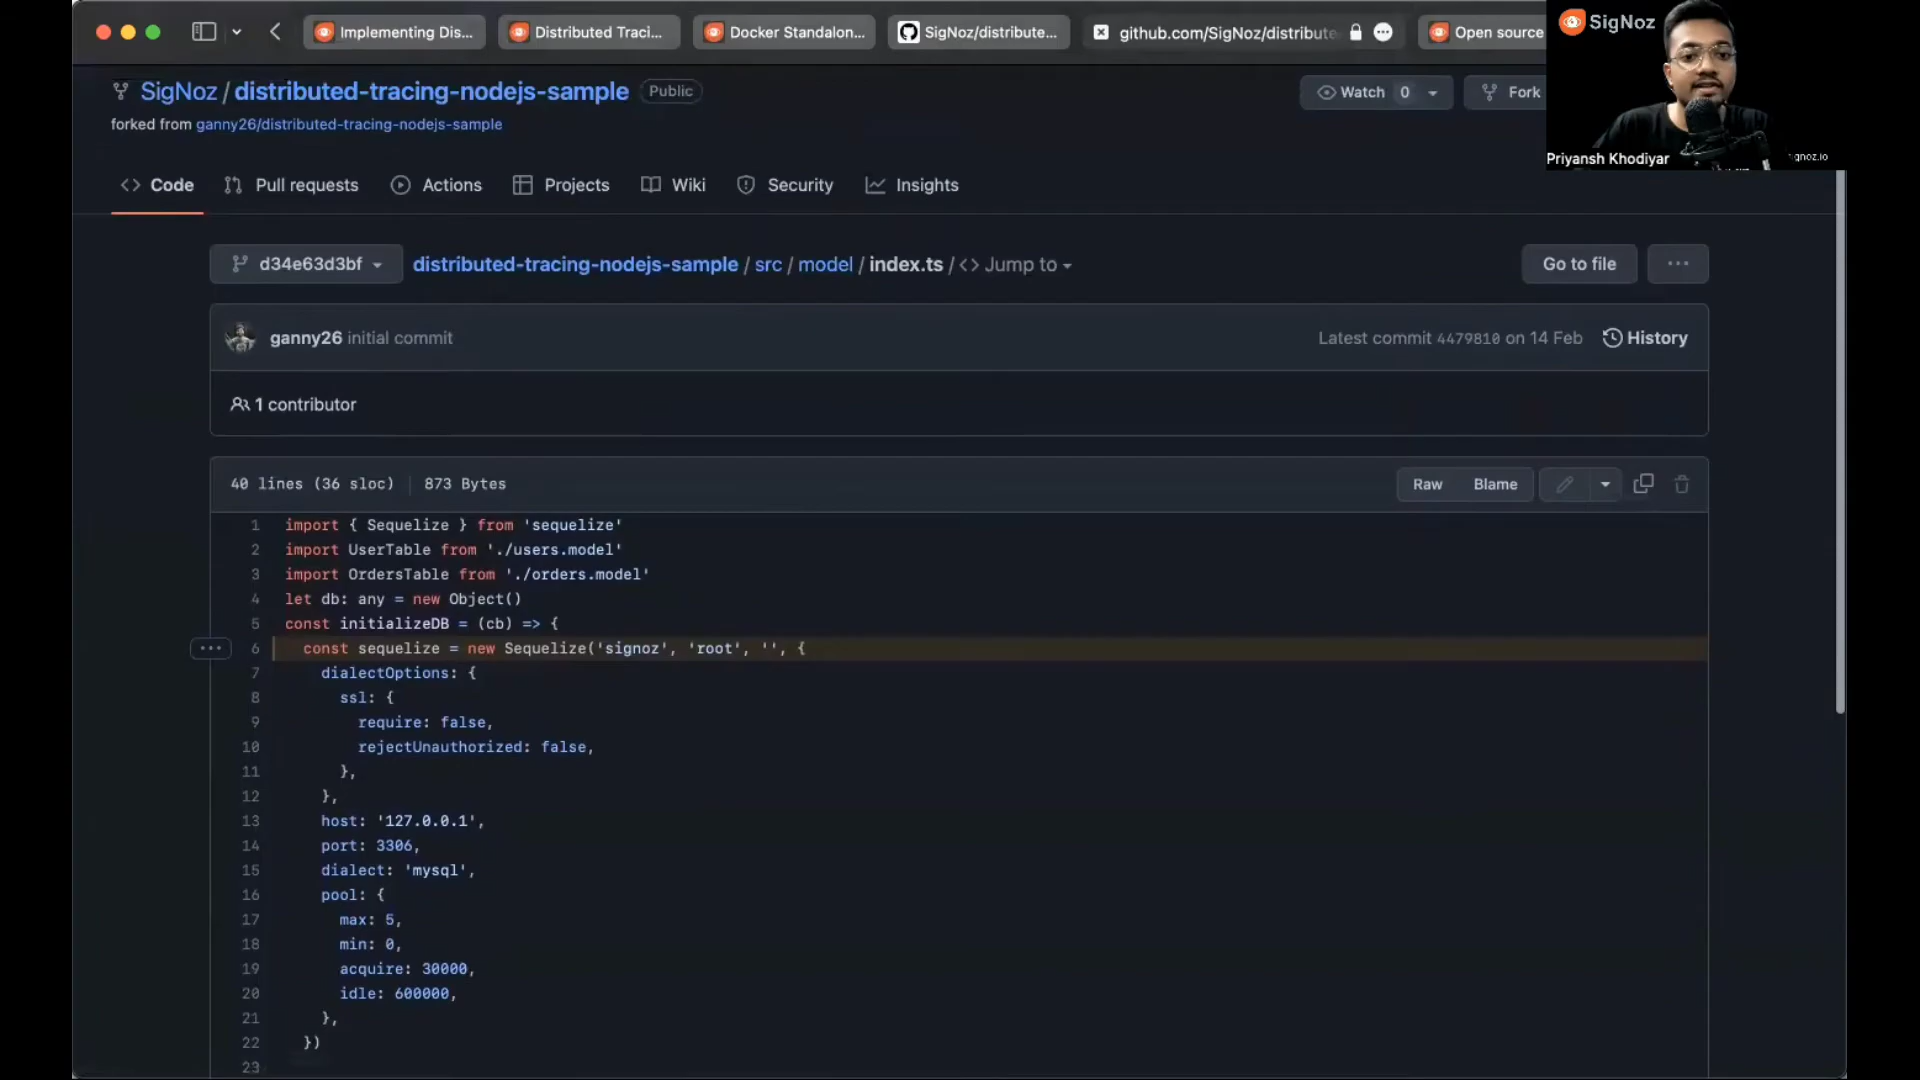 Implementing Dis...
Distributed Traci...
Docker Standalon...
SigNoz/distribute...
github.com/SigNoz/distribute
Open source
SigNoz
Priyansh Khodiyar
SigNoz / distributed-tracing-nodejs-sample Public
Watch 0
Fork
forked from ganny26/distributed-tracing-nodejs-sample
<> Code
Pull requests
Actions
Projects
Wiki
Security
Insights
d34e63d3bf
distributed-tracing-nodejs-sample / src / model / index.ts / <> Jump to
Go to file
...
ganny26 initial commit
Latest commit 4479810 on 14 Feb
History
1 contributor
40 lines (36 sloc) | 873 Bytes
Raw
Blame
1 import { Sequelize } from 'sequelize'
2 import UserTable from './users.model'
3 import OrdersTable from './orders.model'
4 let db: any = new Object()
5 const initializeDB = (cb) => {
... 6 const sequelize = new Sequelize('signoz', 'root', '', {
7 dialectOptions: {
8 ssl: {
9 require: false,
10 rejectUnauthorized: false,
11 },
12 },
13 host: '127.0.0.1',
14 port: 3306,
15 dialect: 'mysql',
16 pool: {
17 max: 5,
18 min: 0,
19 acquire: 30000,
20 idle: 600000,
21 },
22 })
23